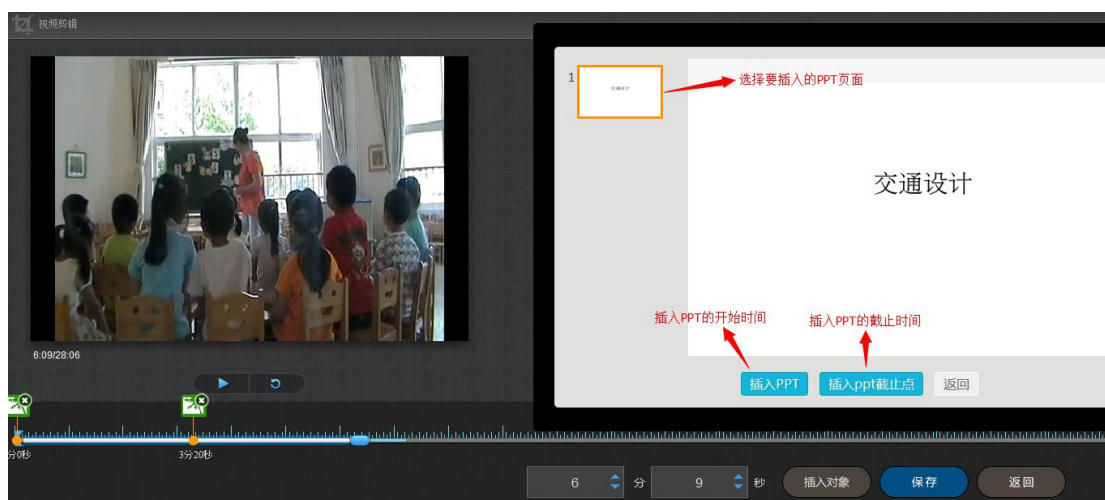 视频剪辑
1
交通设计
选择要插入的PPT页面
交通设计
插入PPT的开始时间
插入PPT的截止时间
6:09/28:06
插入PPT
插入ppt截止点
返回
分0秒
3分20秒
6
分
9
秒
插入对象
保存
返回